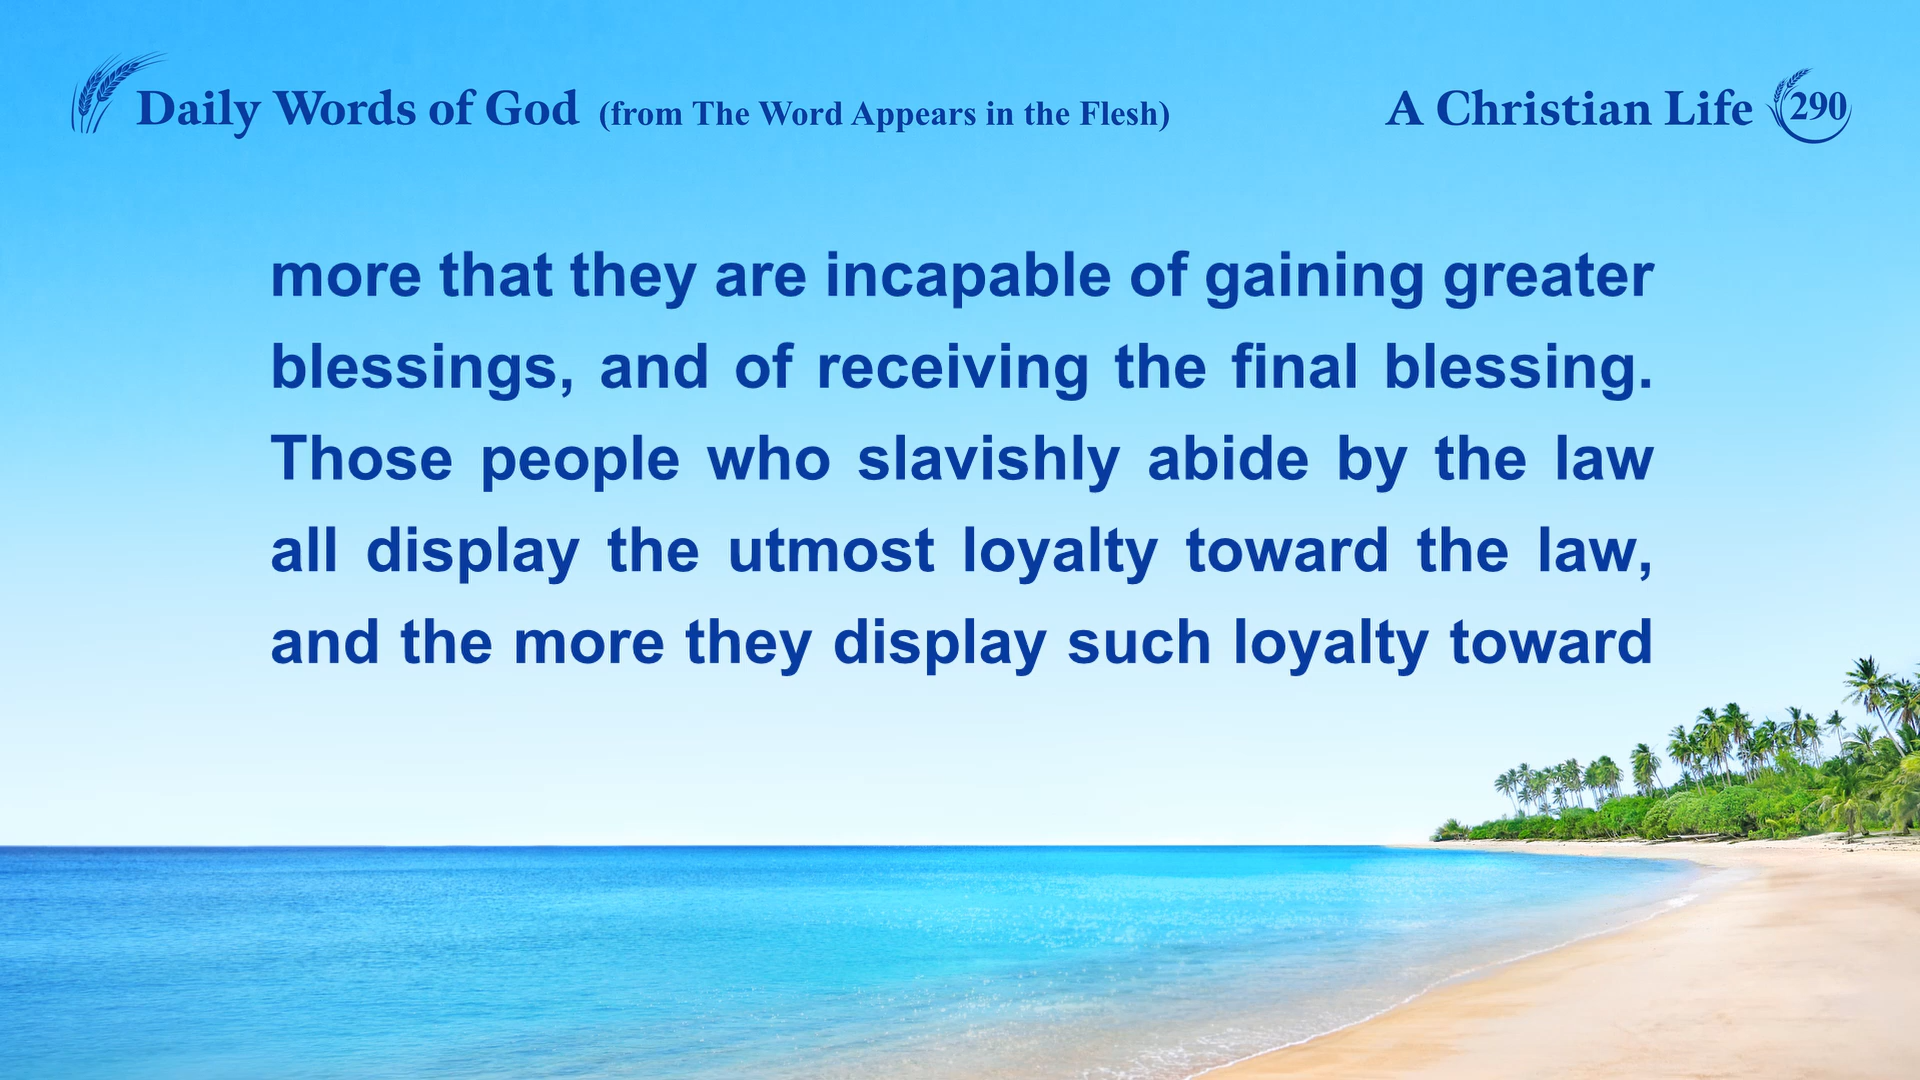 Daily Words of God (from The Word Appears in the Flesh)
A Christian Life 290
more that they are incapable of gaining greater
blessings, and of receiving the final blessing.
Those people who slavishly abide by the law
all display the utmost loyalty toward the law,
and the more they display such loyalty toward